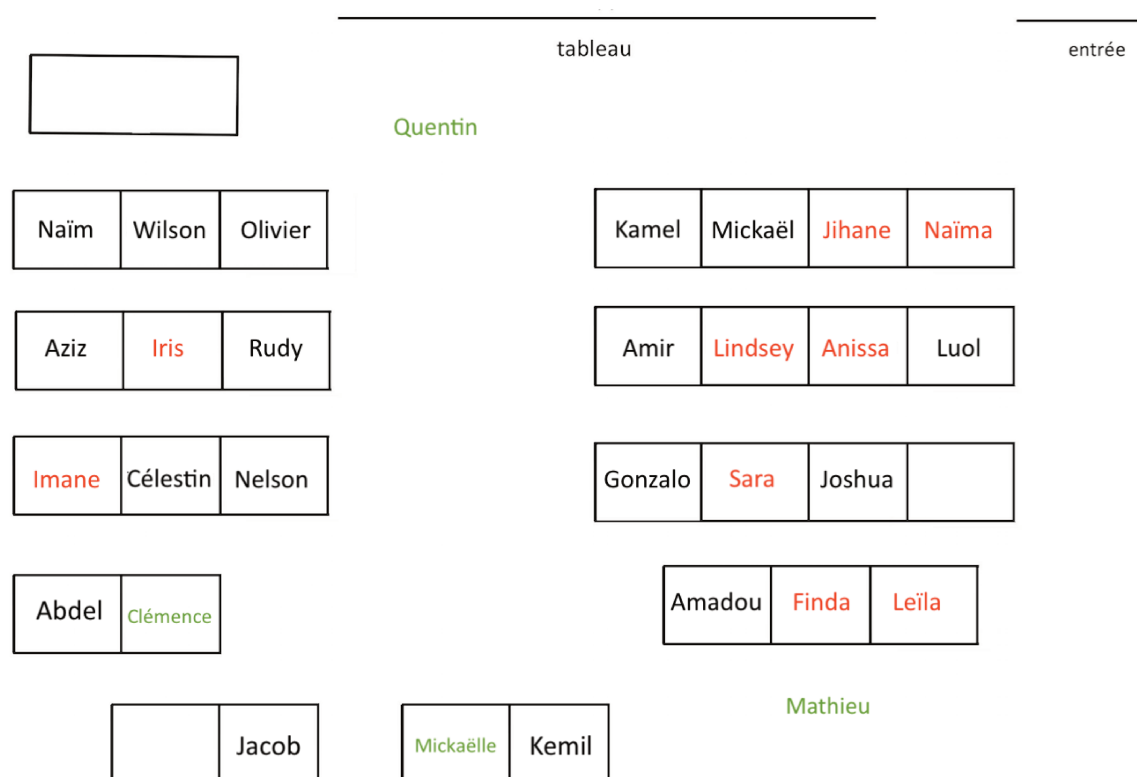 tableau
entrée
Quentin
Naïm Wilson Olivier
Kamel Mickaël Jihane Naïma
Aziz Iris Rudy
Amir Lindsey Anissa Luol
Imane Célestin Nelson
Gonzalo Sara Joshua
Abdel Clémence
Amadou Finda Leïla
Mathieu
Jacob
Mickaëlle Kemil